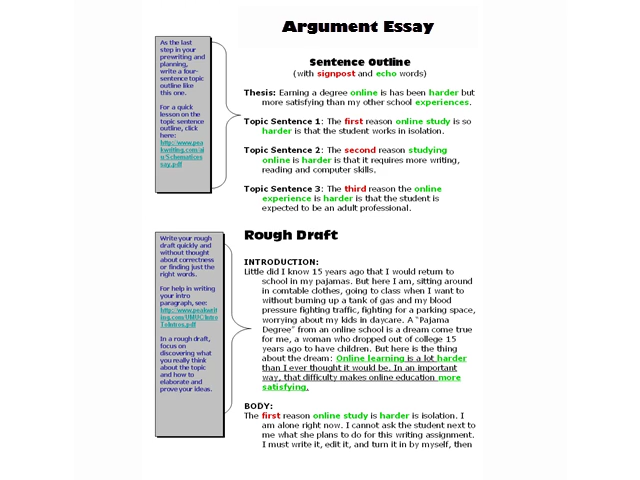 Argument Essay
As the last
step in your
prewriting and
planning,
write a four-
sentence topic
outline like
this one.
For a quick
lesson on the
topic sentence
outline, click
here:
Sentence Outline
(with signpost and echo words)
Thesis: Earning a degree online is has been harder but
more satisfying than my other school experiences.
Topic Sentence 1: The first reason online study is so
harder is that the student works in isolation.
Topic Sentence 2: The second reason studying
online is harder is that it requires more writing,
reading and computer skills.
Topic Sentence 3: The third reason the online
experience is harder is that the student is
expected to be an adult professional.
Write your rough
draft quickly and
without thought
about correctness
or finding just the
right words.
For help in writing
your intro
paragraph, see:
In a rough draft,
focus on
discovering what
you really think
about the topic
and how to
elaborate and
prove your ideas.
Rough Draft
INTRODUCTION:
Little did I know 15 years ago that I would return to
school in my pajamas. But here I am, sitting around
in comtable clothes, going to class when I want to
without burning up a tank of gas and my blood
pressure fighting traffic, fighting for a parking space,
worrying about my kids in daycare. A “Pajama
Degree” from an online school is a dream come true
for me, a woman who dropped out of college 15
years ago to have children. But here is the thing
about the dream: Online learning is a lot harder
than I ever thought it would be. In an important
way, that difficulty makes online education more
satisfying.
BODY:
The first reason online study is harder is isolation. I
am alone right now. I cannot ask the student next to
me what she plans to do for this writing assignment.
I must write it, edit it, and turn it in by myself, then